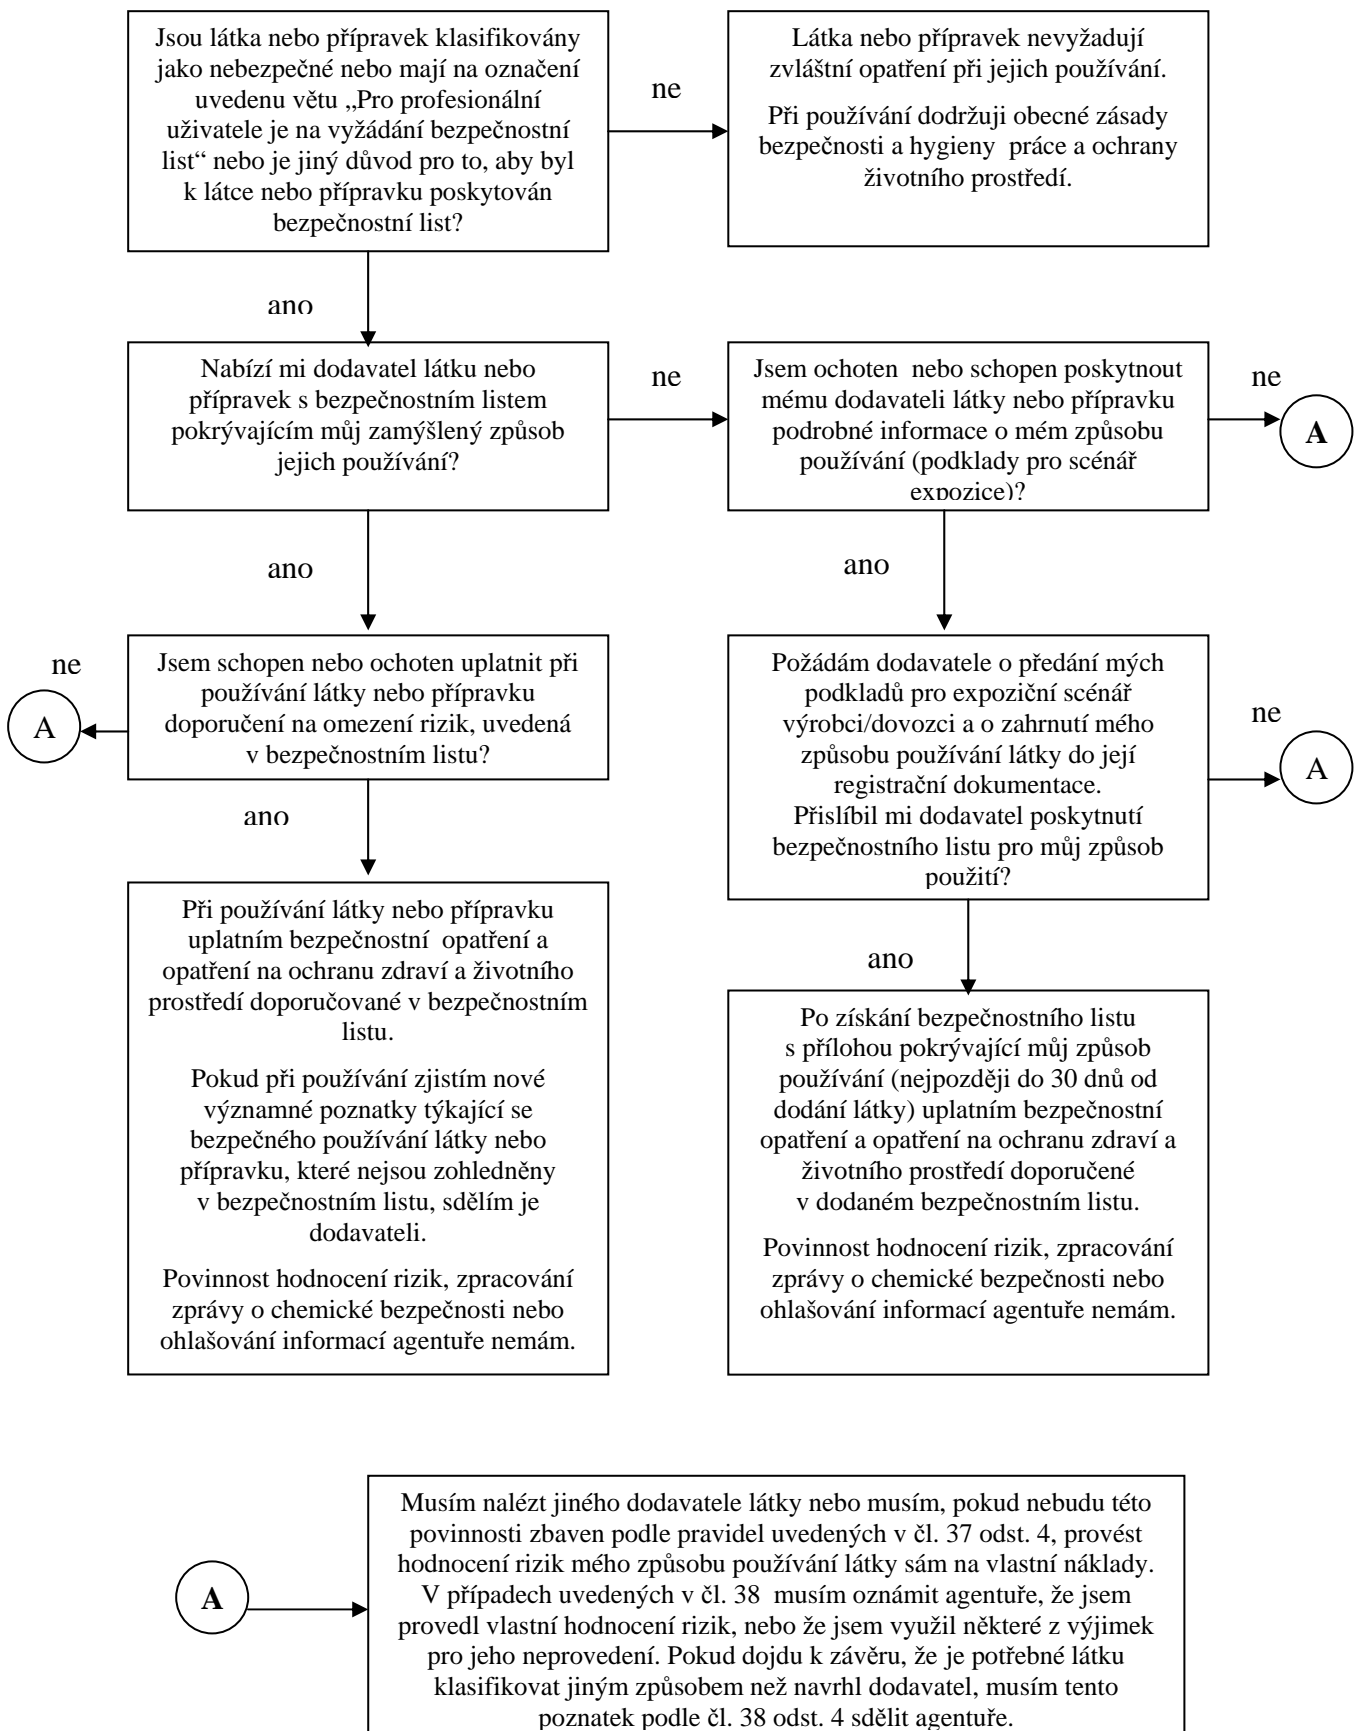 Jsou látka nebo přípravek klasifikovány
jako nebezpečné nebo mají na označení
uvedenu větu „Pro profesionální
uživatele je na vyžádání bezpečnostní
list“ nebo je jiný důvod pro to, aby byl
k látce nebo přípravku poskytován
bezpečnostní list?
ne
Látka nebo přípravek nevyžadují
zvláštní opatření při jejich používání.
Při používání dodržuji obecné zásady
bezpečnosti a hygieny práce a ochrany
životního prostředí.
ano
Nabízí mi dodavatel látku nebo
přípravek s bezpečnostním listem
pokrývajícím můj zamýšlený způsob
jejich používání?
ne
Jsem ochoten nebo schopen poskytnout
mému dodavateli látky nebo přípravku
podrobné informace o mém způsobu
používání (podklady pro scénář
expozice)?
ne
A
ano
ano
ne
A
Jsem schopen nebo ochoten uplatnit při
používání látky nebo přípravku
doporučení na omezení rizik, uvedená
v bezpečnostním listu?
Požádám dodavatele o předání mých
podkladů pro expoziční scénář
výrobci/dovozci a o zahrnutí mého
způsobu používání látky do její
registrační dokumentace.
Přislíbil mi dodavatel poskytnutí
bezpečnostního listu pro můj způsob
použití?
ne
A
ano
ano
Při používání látky nebo přípravku
uplatním bezpečnostní opatření a
opatření na ochranu zdraví a životního
prostředí doporučované v bezpečnostním
listu.
Pokud při používání zjistím nové
významné poznatky týkající se
bezpečného používání látky nebo
přípravku, které nejsou zohledněny
v bezpečnostním listu, sdělím je
dodavateli.
Povinnost hodnocení rizik, zpracování
zprávy o chemické bezpečnosti nebo
ohlašování informací agentuře nemám.
Po získání bezpečnostního listu
s přílohou pokrývající můj způsob
používání (nejpozději do 30 dnů od
dodání látky) uplatním bezpečnostní
opatření a opatření na ochranu zdraví a
životního prostředí doporučené
v dodaném bezpečnostním listu.
Povinnost hodnocení rizik, zpracování
zprávy o chemické bezpečnosti nebo
ohlašování informací agentuře nemám.
A
Musím nalézt jiného dodavatele látky nebo musím, pokud nebudu této
povinnosti zbaven podle pravidel uvedených v čl. 37 odst. 4, provést
hodnocení rizik mého způsobu používání látky sám na vlastní náklady.
V případech uvedených v čl. 38 musím oznámit agentuře, že jsem
provedl vlastní hodnocení rizik, nebo že jsem využil některé z výjimek
pro jeho neprovedení. Pokud dojdu k závěru, že je potřebné látku
klasifikovat jiným způsobem než navrhl dodavatel, musím tento
poznatek podle čl. 38 odst. 4 sdělit agentuře.